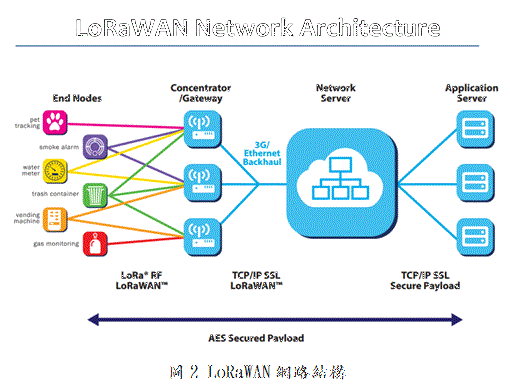 LoRaWAN Network Architecture
End Nodes
Concentrator
/Gateway
Network
Server
Application
Server
pet
tracking
smoke alarm
water
meter
trash container
vending
machine
gas monitoring
3G/
Ethernet
Backhaul
LoRa® RF
LoRaWAN™
TCP/IP SSL
LoRaWAN™
TCP/IP SSL
Secure Payload
AES Secured Payload
圖 2 LoRaWAN 網路結構